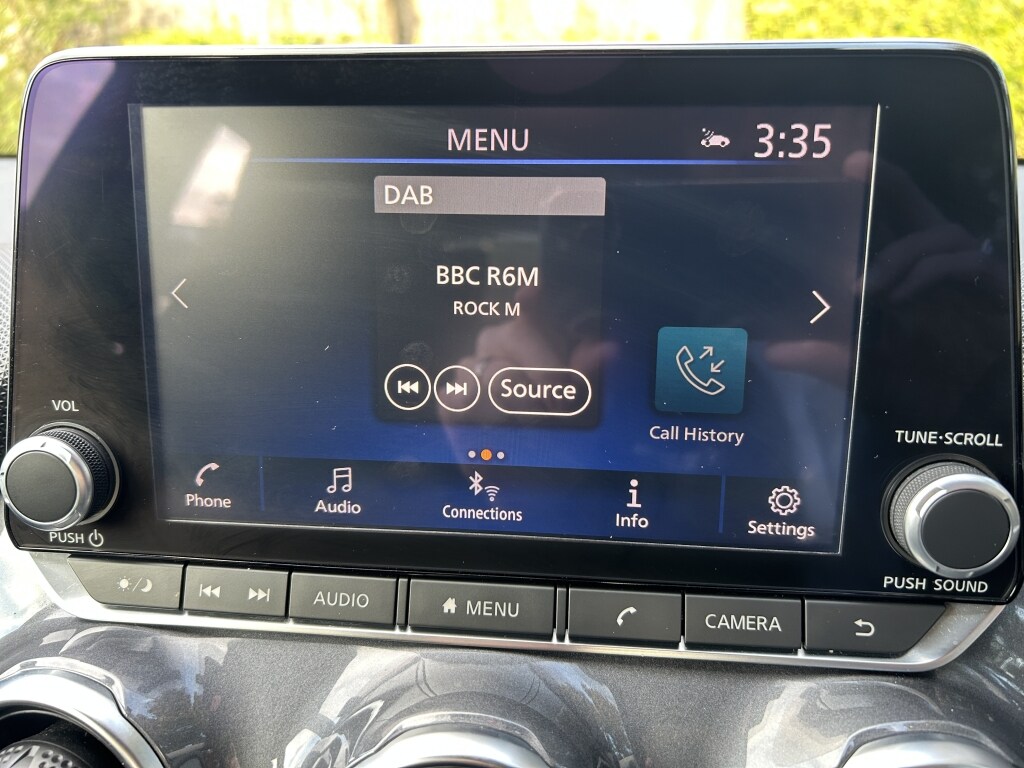 MENU
3:35
DAB
BBC R6M
ROCK M
Source
Call History
Phone
Audio
Connections
Info
Settings
VOL
PUSH
TUNE·SCROLL
PUSH SOUND
AUDIO
MENU
CAMERA